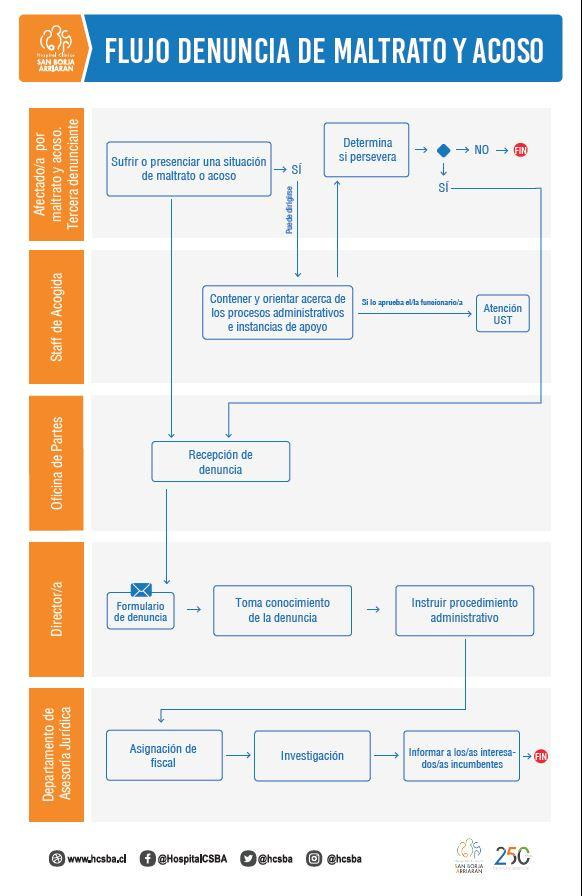 Hospital Clínico
SAN BORJA
ARRIARAN
FLUJO DENUNCIA DE MALTRATO Y ACOSO
Afectado/a por
maltrato y acoso.
Tercera denunciante
Sufrir o presenciar una situación
de maltrato o acoso
SÍ
Puede dirigirse
Determina
si persevera
NO
FIN
SÍ
Staff de Acogida
Contener y orientar acerca de
los procesos administrativos
e instancias de apoyo
Si lo aprueba el/la funcionario/a
Atención
UST
Oficina de Partes
Recepción de
denuncia
Director/a
Formulario
de denuncia
Toma conocimiento
de la denuncia
Instruir procedimiento
administrativo
Departamento de
Asesoría Jurídica
Asignación de
fiscal
Investigación
Informar a los/as interesa-
dos/as incumbentes
FIN
www.hcsba.cl
@HospitalCSBA
@hcsba
@hcsba
SAN BORJA
ARRIARAN
250